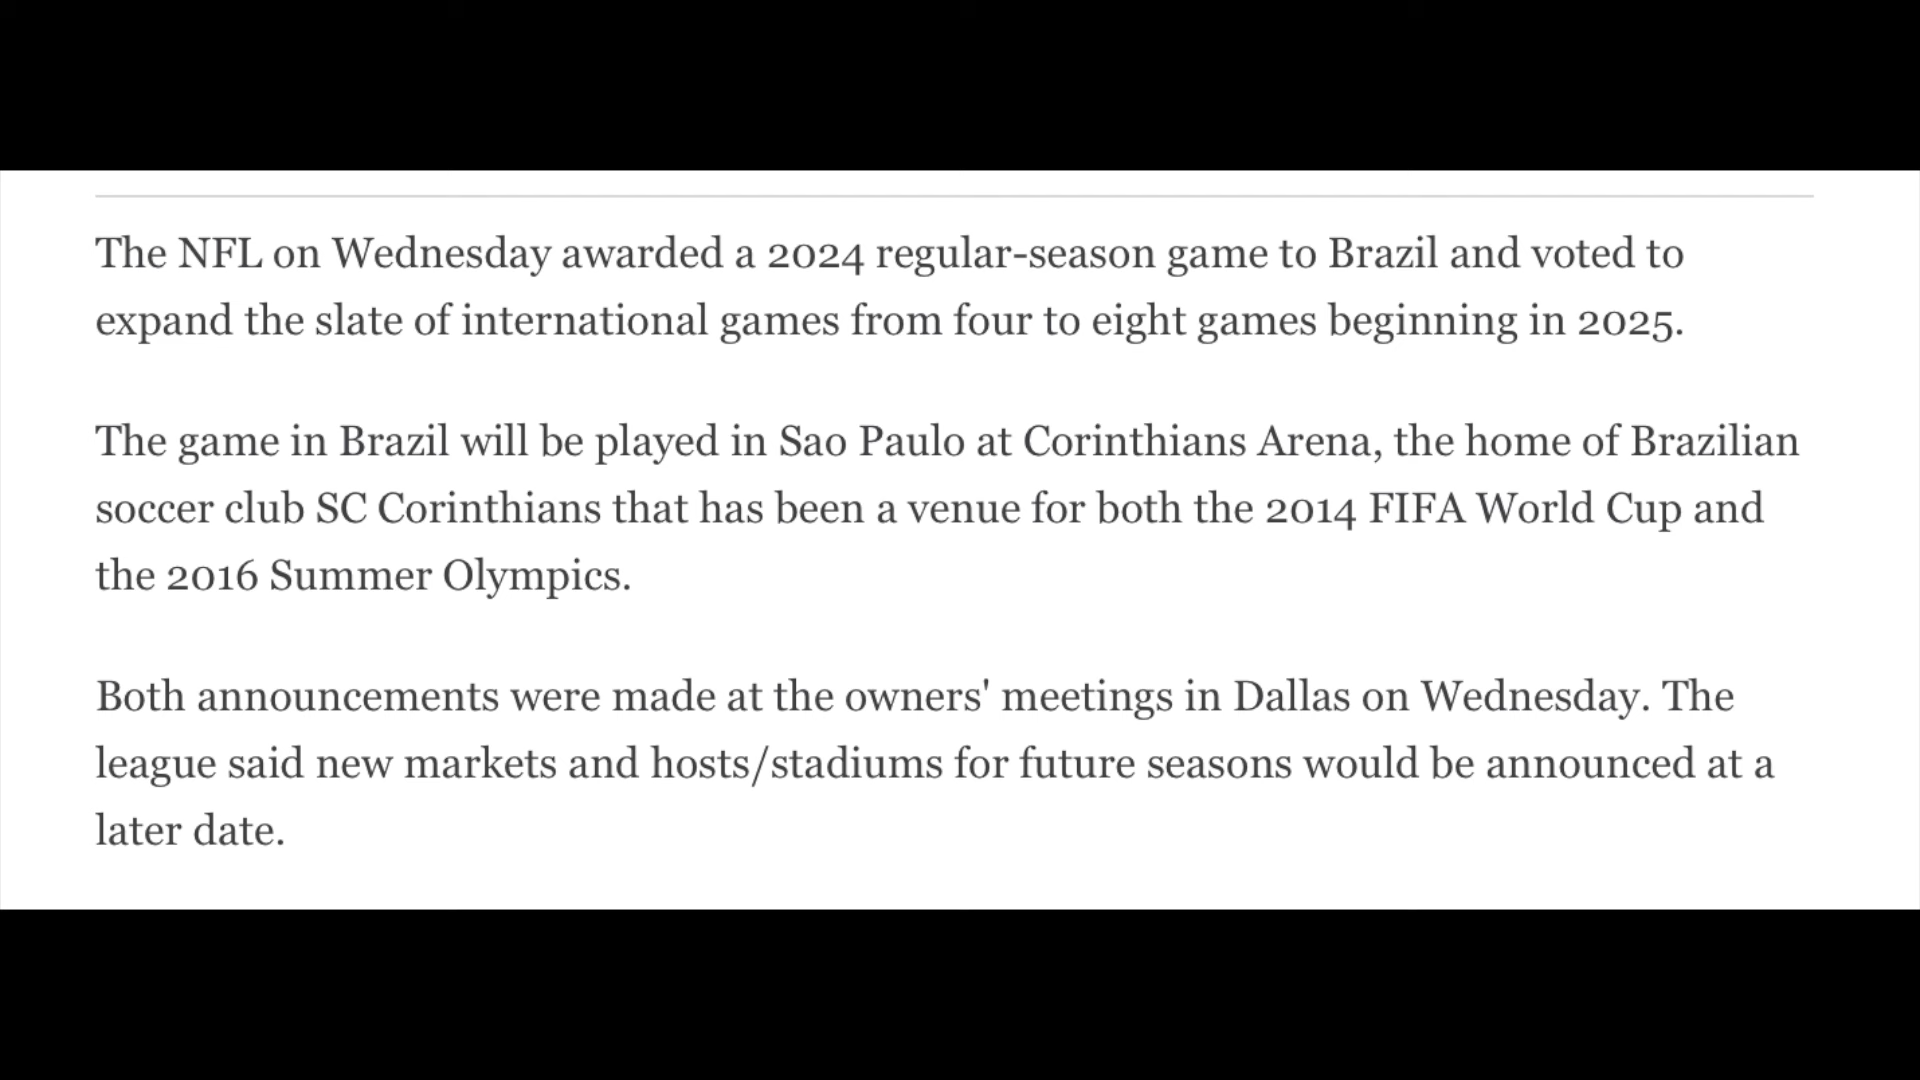 The NFL on Wednesday awarded a 2024 regular-season game to Brazil and voted to
expand the slate of international games from four to eight games beginning in 2025.
The game in Brazil will be played in Sao Paulo at Corinthians Arena, the home of Brazilian
soccer club SC Corinthians that has been a venue for both the 2014 FIFA World Cup and
the 2016 Summer Olympics.
Both announcements were made at the owners' meetings in Dallas on Wednesday. The
league said new markets and hosts/stadiums for future seasons would be announced at a
later date.